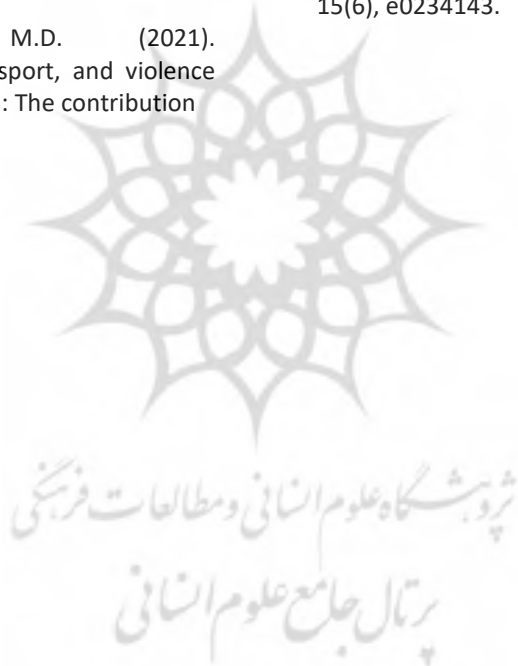 M.D. (2021).
sport, and violence
: The contribution
15(6), e0234143.
پژوهشگاه علوم انسانی و مطالعات فرهنگی
پرتال جامع علوم انسانی